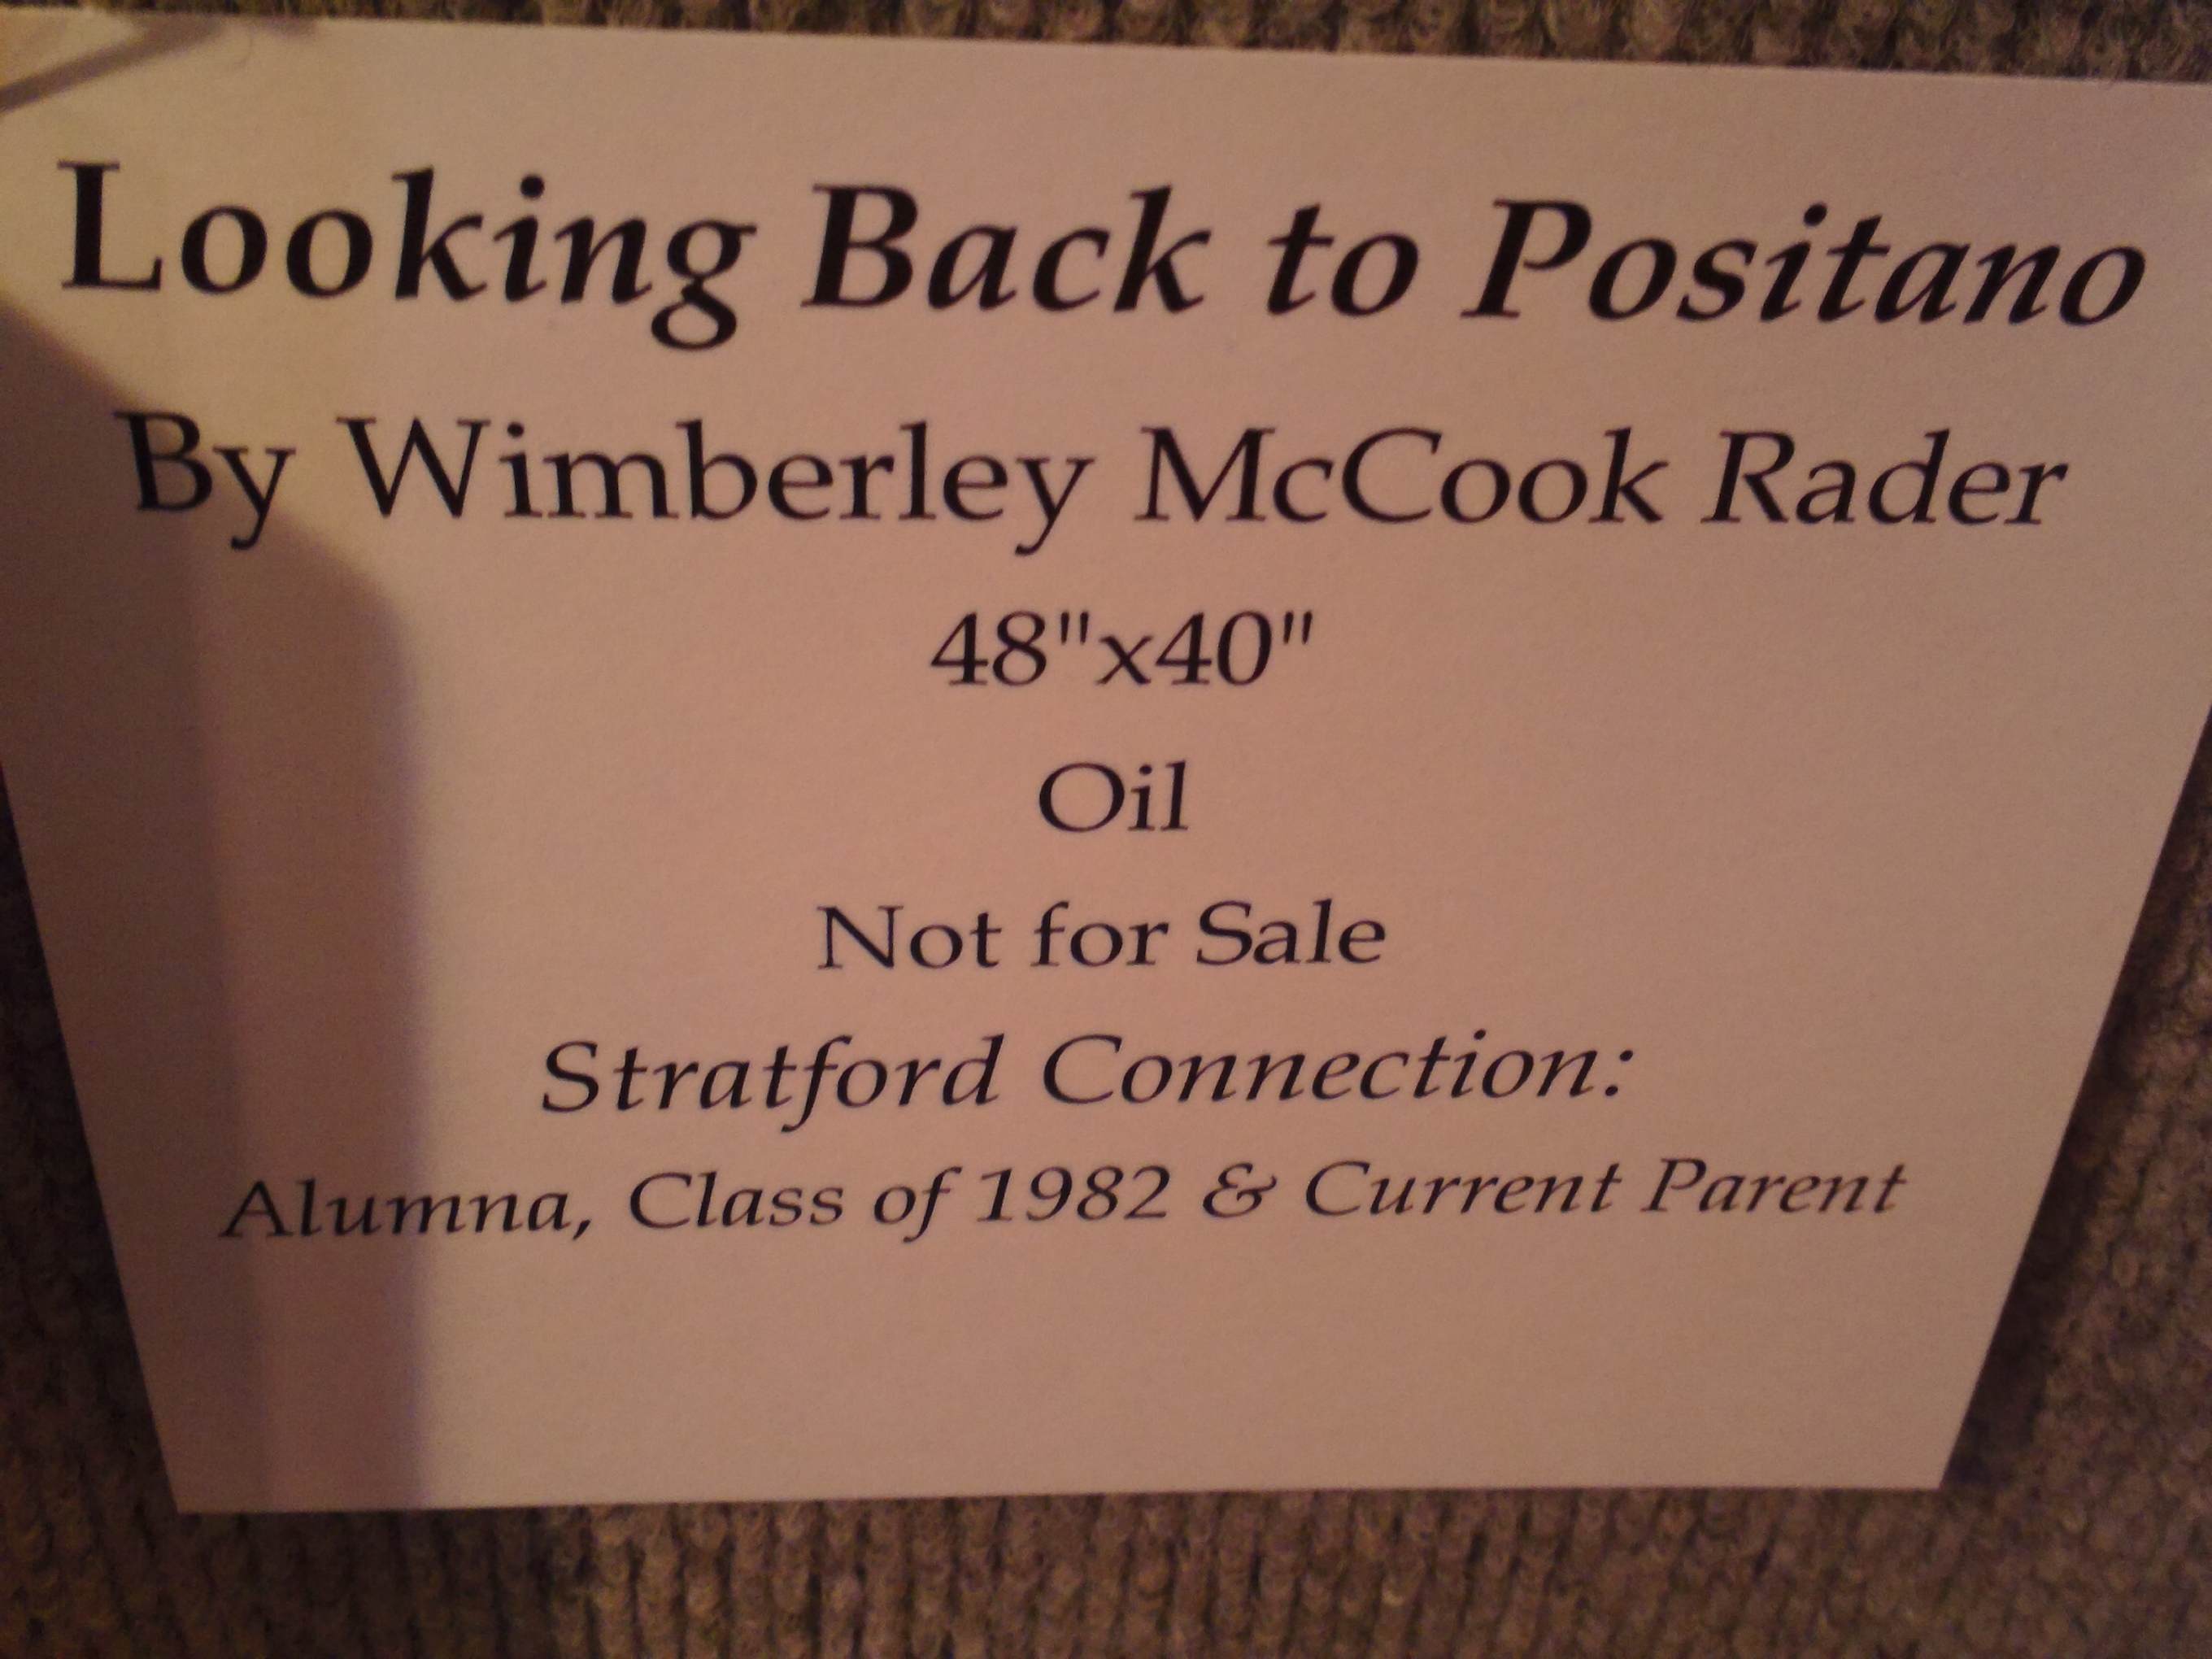 Looking Back to Positano
By Wimberley McCook Rader
48"x40"
Oil
Not for Sale
Stratford Connection:
Alumna, Class of 1982 & Current Parent